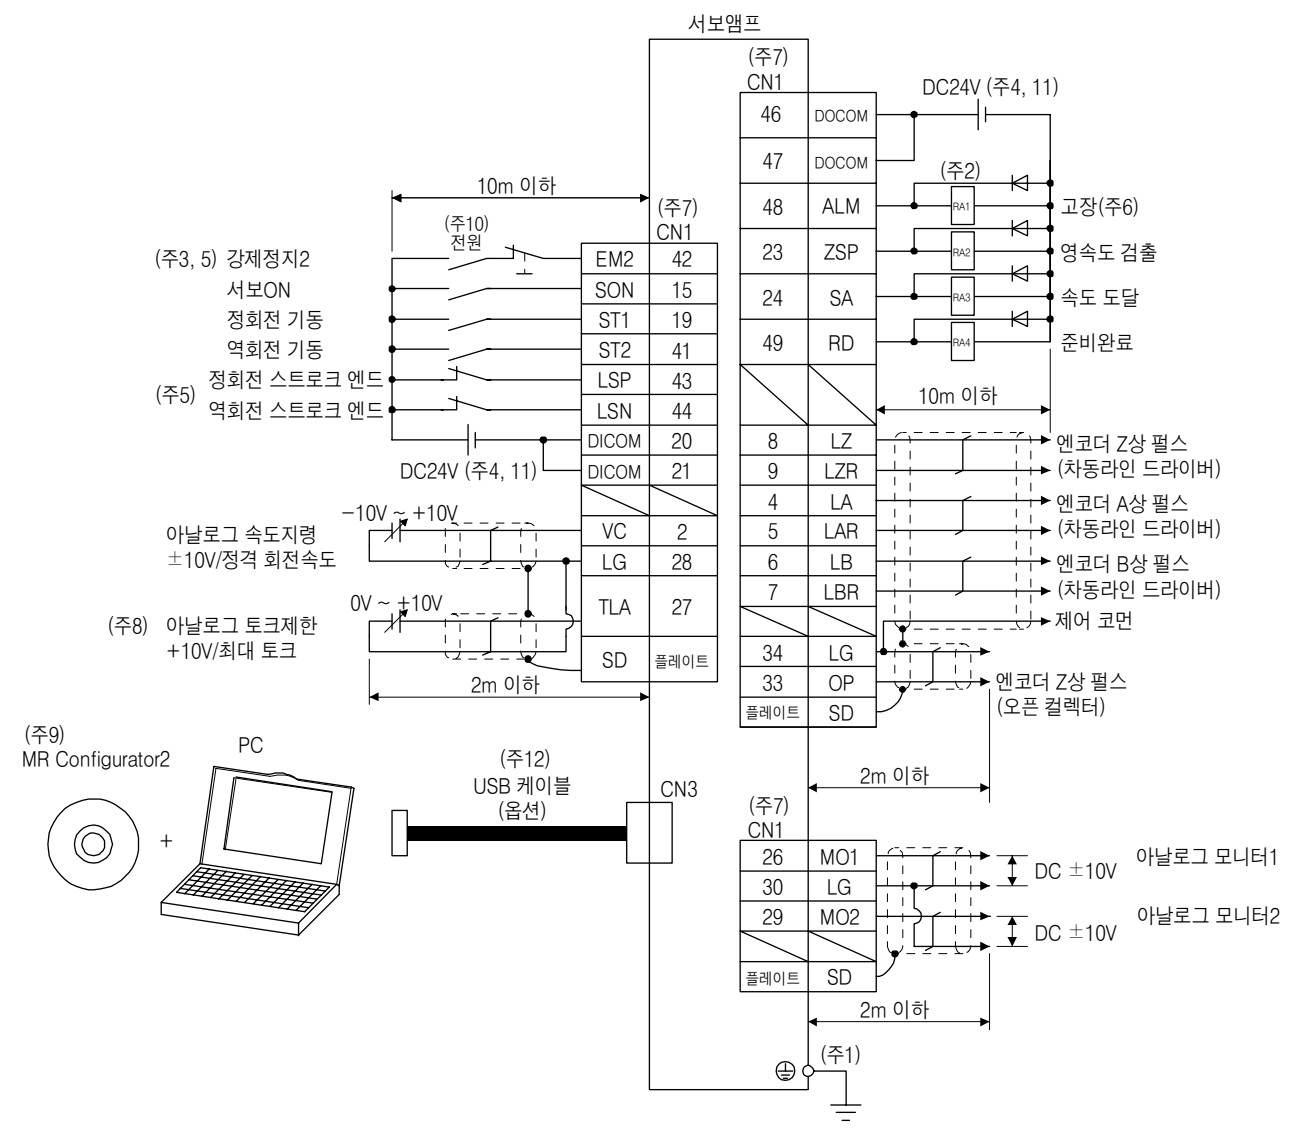 서보앰프
(주7)
CN1
DC24V (주4, 11)
46 DOCOM
47 DOCOM
(주2)
48 ALM RA1 고장(주6)
23 ZSP RA2 영속도 검출
24 SA RA3 속도 도달
49 RD RA4 준비완료
10m 이하
8 LZ 엔코더 Z상 펄스
9 LZR (차동라인 드라이버)
4 LA 엔코더 A상 펄스
5 LAR (차동라인 드라이버)
6 LB 엔코더 B상 펄스
7 LBR (차동라인 드라이버)
제어 코먼
34 LG
33 OP 엔코더 Z상 펄스
(오픈 컬렉터)
플레이트 SD
2m 이하
10m 이하
(주7)
CN1
(주10)
전원
(주3, 5) 강제정지2 EM2 42
서보ON SON 15
정회전 기동 ST1 19
역회전 기동 ST2 41
정회전 스트로크 엔드 LSP 43
(주5)
역회전 스트로크 엔드 LSN 44
DICOM 20
DC24V (주4, 11) DICOM 21
−10V ~ +10V
아날로그 속도지령 VC 2
±10V/정격 회전속도 LG 28
0V ~ +10V
TLA 27
(주8) 아날로그 토크제한
+10V/최대 토크
SD 플레이트
2m 이하
(주9)
MR Configurator2
PC
+
(주12)
USB 케이블
(옵션)
CN3
(주7)
CN1
26 MO1 아날로그 모니터1
DC ±10V
30 LG
29 MO2 아날로그 모니터2
DC ±10V
플레이트 SD
2m 이하
(주1)